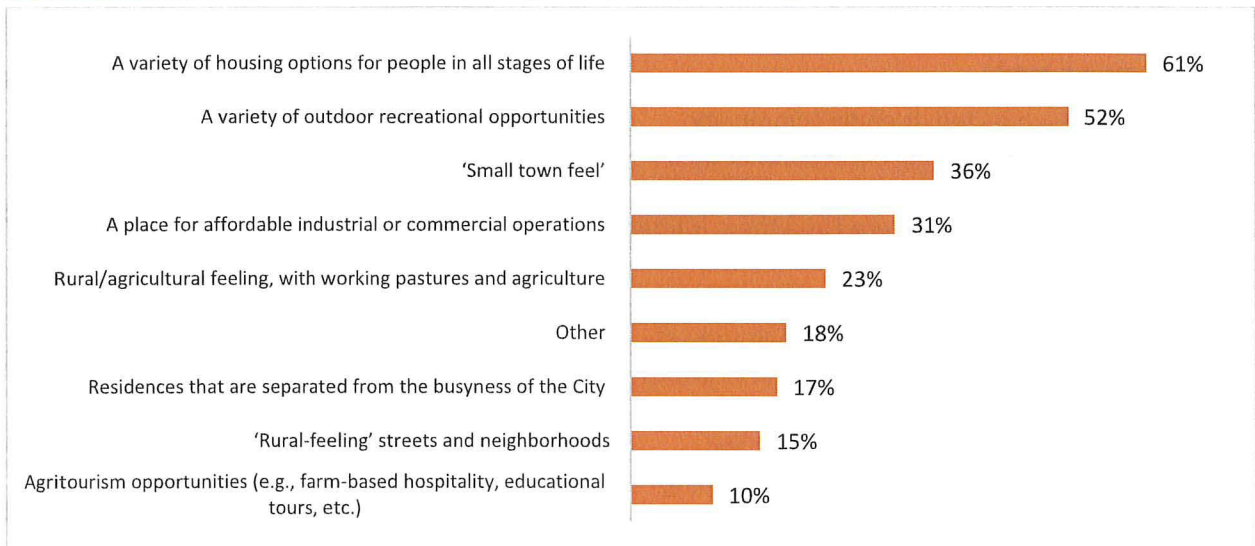 A variety of housing options for people in all stages of life 61%
A variety of outdoor recreational opportunities 52%
‘Small town feel’ 36%
A place for affordable industrial or commercial operations 31%
Rural/agricultural feeling, with working pastures and agriculture 23%
Other 18%
Residences that are separated from the busyness of the City 17%
‘Rural-feeling’ streets and neighborhoods 15%
Agritourism opportunities (e.g., farm-based hospitality, educational
tours, etc.) 10%